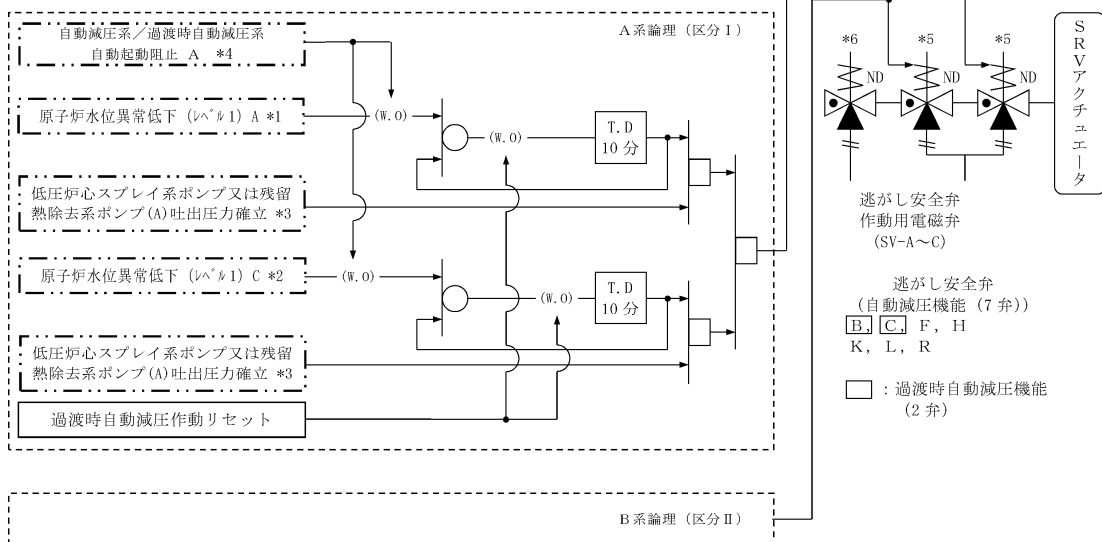 自動減圧系／過渡時自動減圧系
自動起動阻止 A *4
A系論理（区分Ⅰ）
原子炉水位異常低下（ﾚﾍﾞﾙ1）A *1
(W.O)
(W.O)
T.D
10分
低圧炉心スプレイ系ポンプ又は残留
熱除去系ポンプ(A)吐出圧力確立 *3
原子炉水位異常低下（ﾚﾍﾞﾙ1）C *2
(W.O)
(W.O)
T.D
10分
低圧炉心スプレイ系ポンプ又は残留
熱除去系ポンプ(A)吐出圧力確立 *3
過渡時自動減圧作動リセット
B系論理（区分Ⅱ）
*6
*5
*5
ND
ND
ND
SRVアクチュエータ
逃がし安全弁
作動用電磁弁
(SV-A～C)
逃がし安全弁
(自動減圧機能（7弁）)
B, C, F, H
K, L, R
：過渡時自動減圧機能
（2弁）